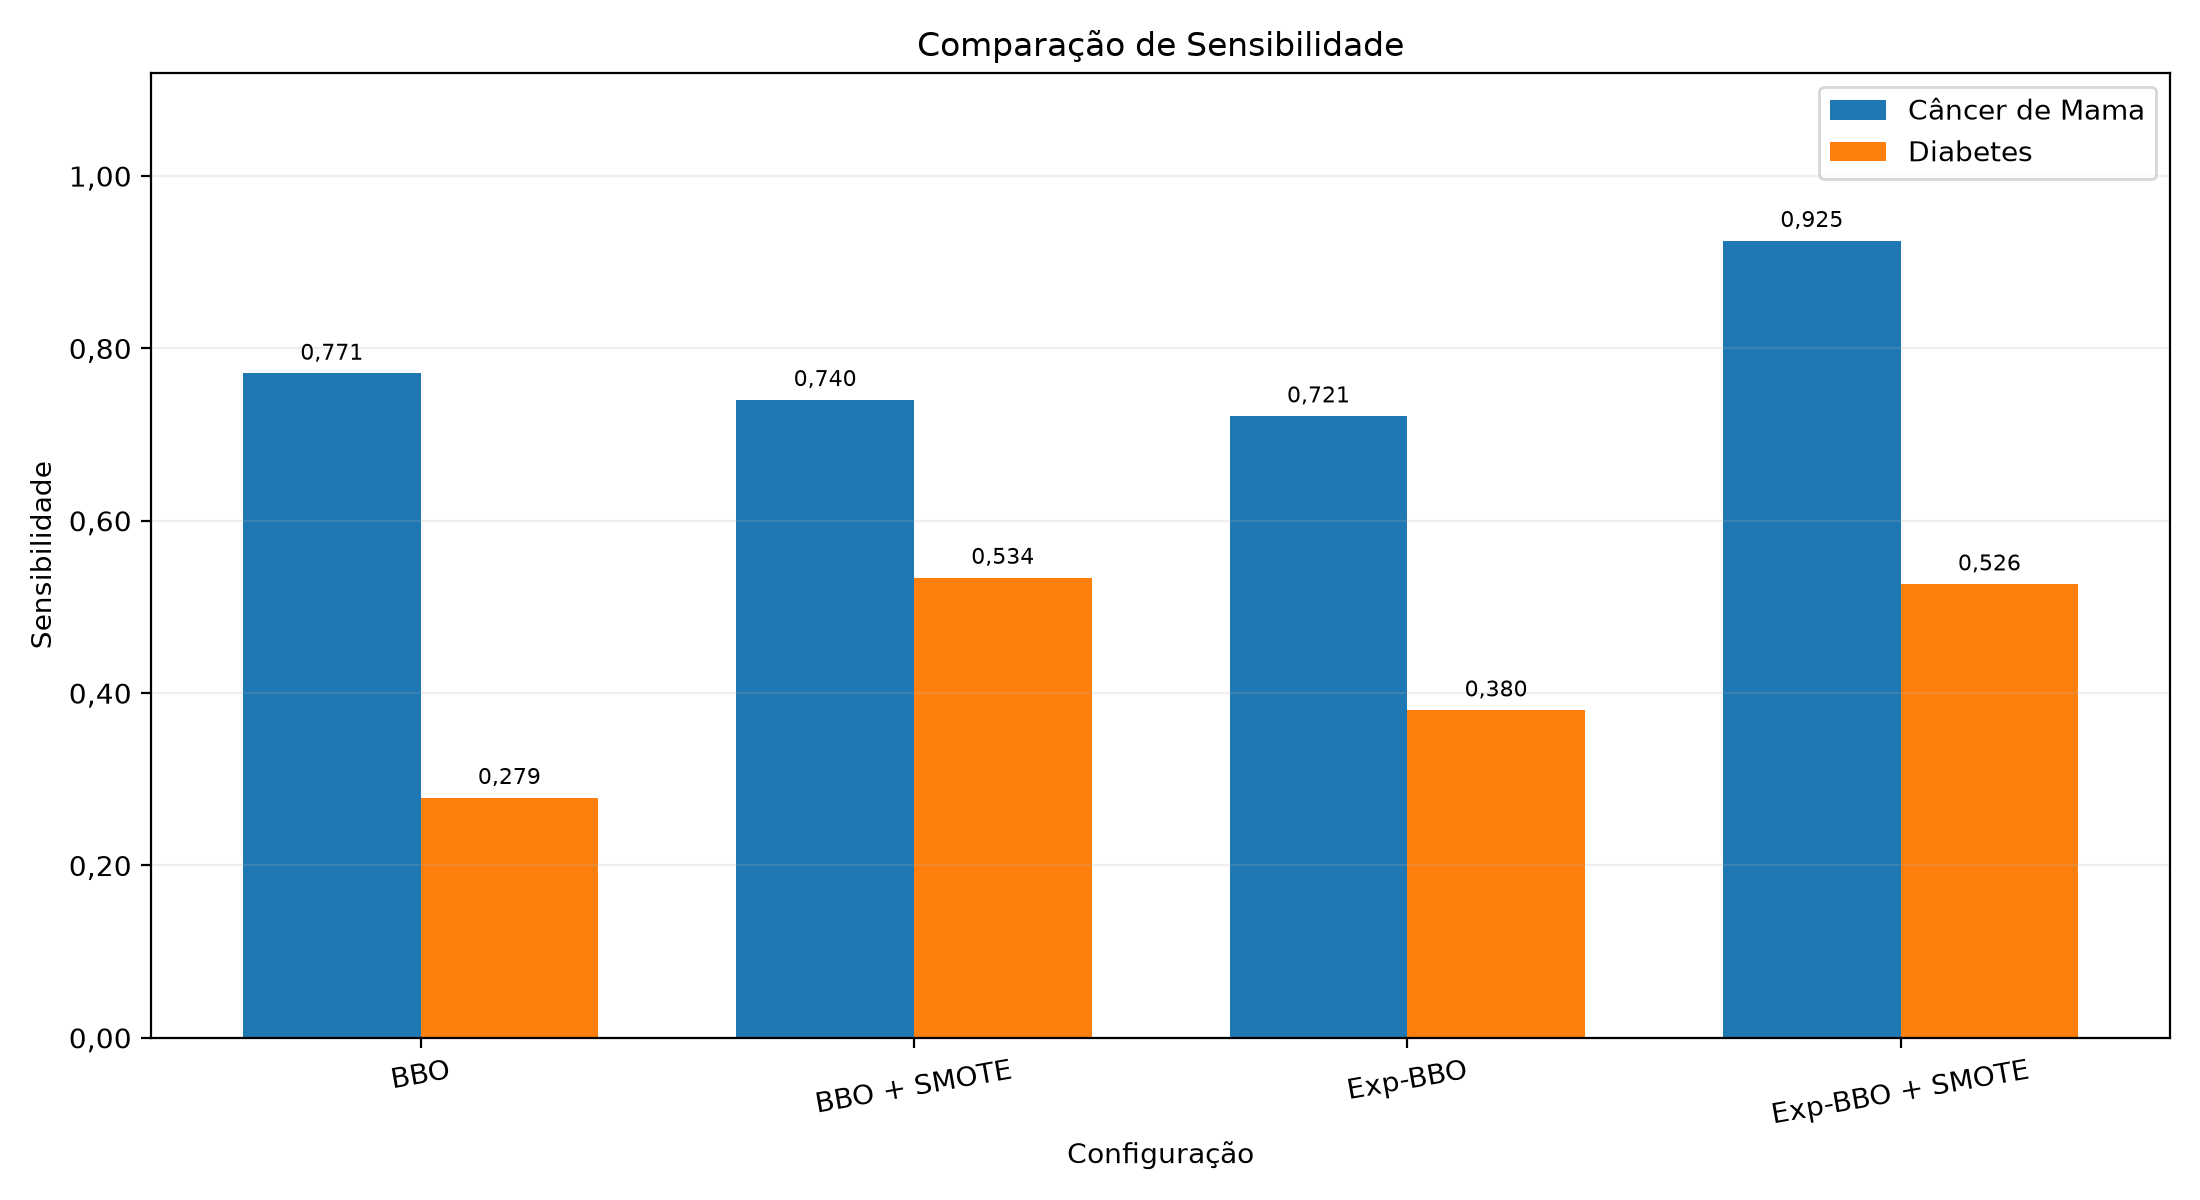 Comparação de Sensibilidade
Câncer de Mama
Diabetes
Sensibilidade
1,00
0,80
0,60
0,40
0,20
0,00
0,771
0,279
0,740
0,534
0,721
0,380
0,925
0,526
BBO
BBO + SMOTE
Exp-BBO
Exp-BBO + SMOTE
Configuração